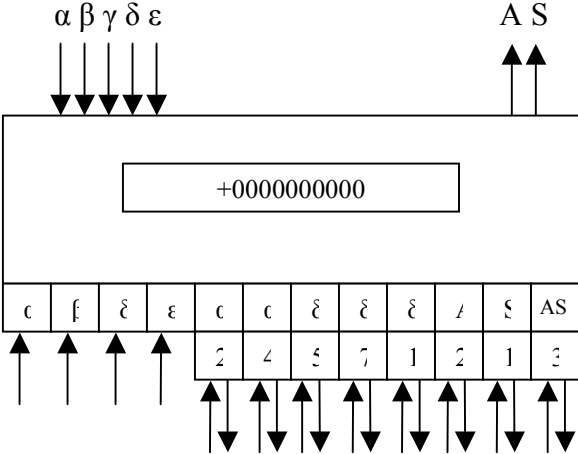 α β γ δ ε A S
+0000000000
α β δ ε α α δ δ δ A S AS
2 4 5 7 1 2 1 3